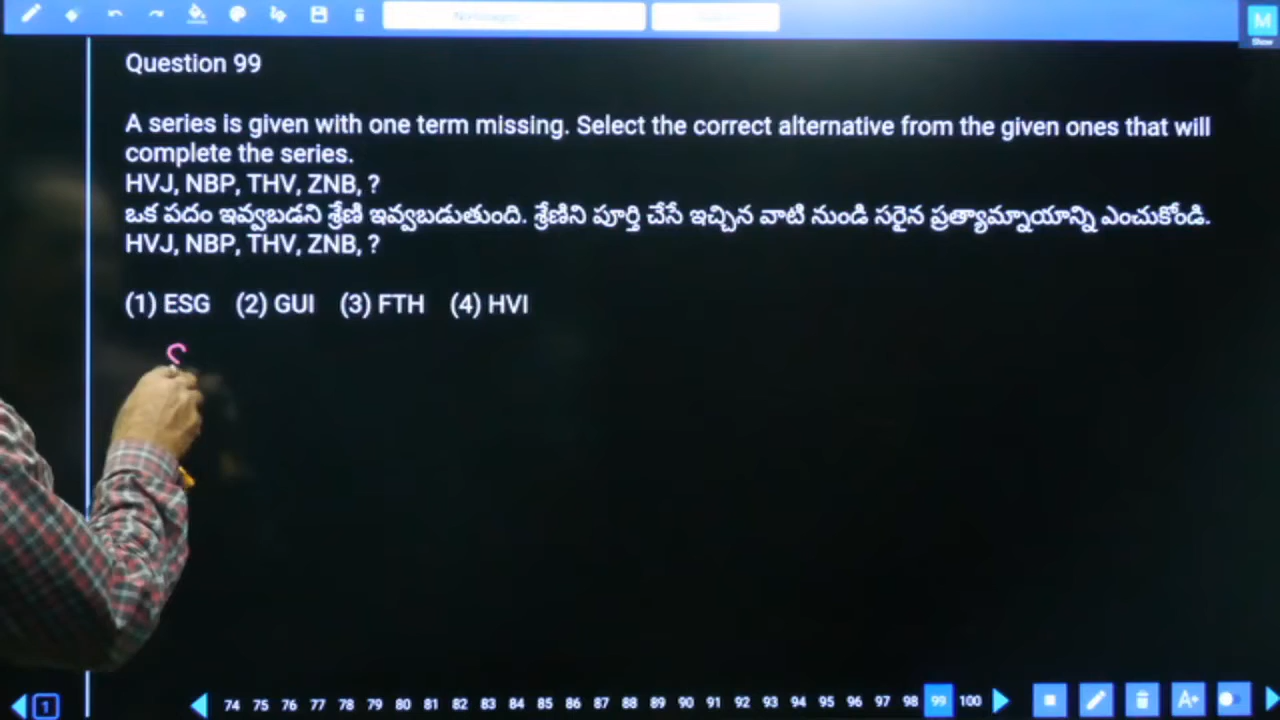 M
Show
Question 99
A series is given with one term missing. Select the correct alternative from the given ones that will
complete the series.
HVJ, NBP, THV, ZNB, ?
ఒక పదం ఇవ్వబడని శ్రేణి ఇవ్వబడుతుంది. శ్రేణిని పూర్తి చేసే ఇచ్చిన వాటి నుండి సరైన ప్రత్యామ్నాయాన్ని ఎంచుకోండి.
HVJ, NBP, THV, ZNB, ?
(1) ESG (2) GUI (3) FTH (4) HVI
1 74 75 76 77 78 79 80 81 82 83 84 85 86 87 88 89 90 91 92 93 94 95 96 97 98 99 100 A+